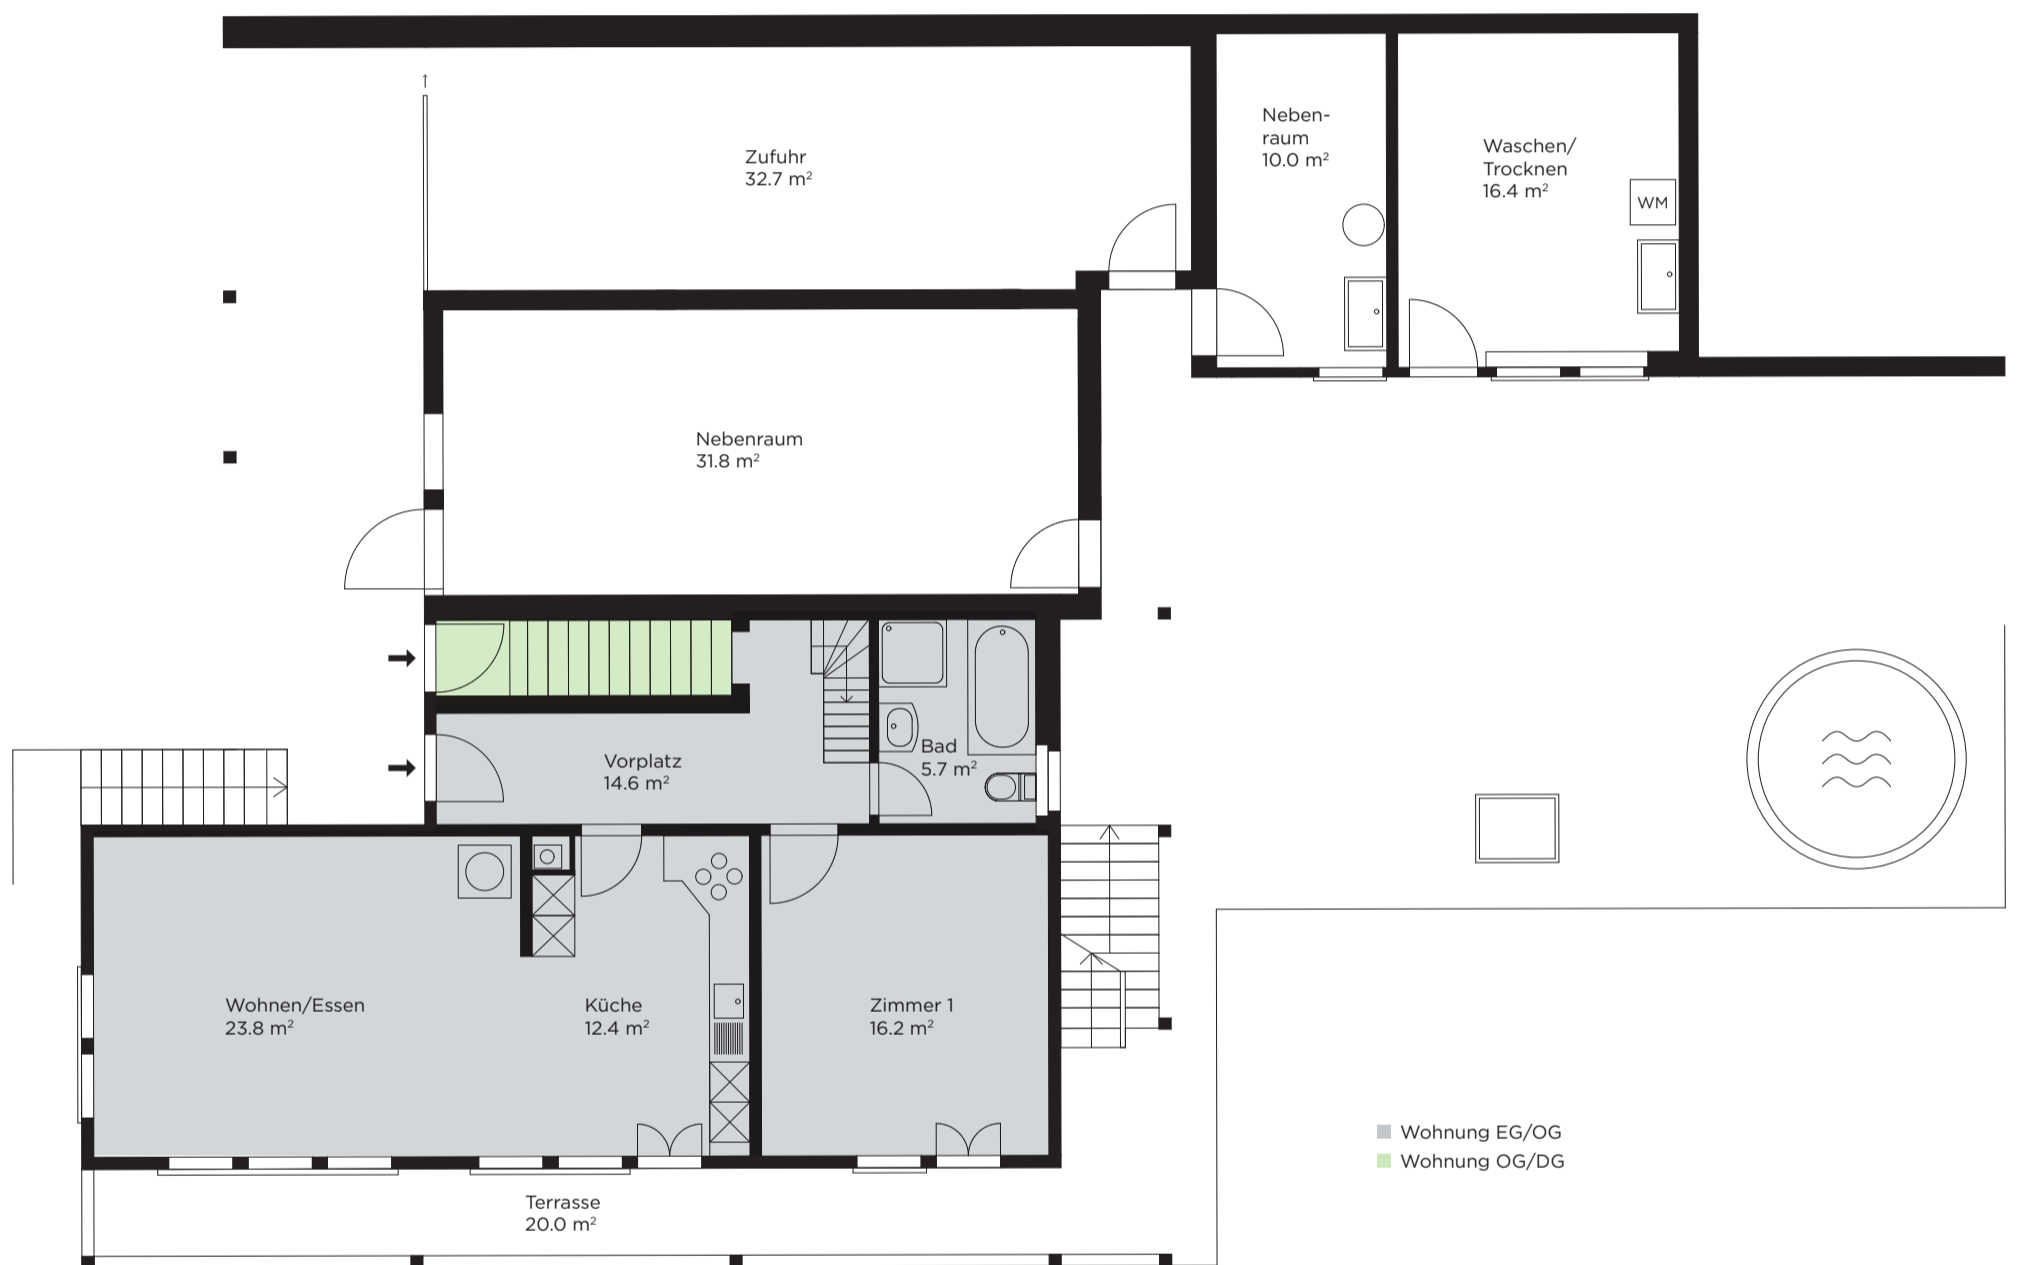 Zufuhr
32.7 m²
Neben-
raum
10.0 m²
Waschen/
Trocknen
16.4 m²
WM
Nebenraum
31.8 m²
Vorplatz
14.6 m²
Bad
5.7 m²
Wohnen/Essen
23.8 m²
Küche
12.4 m²
Zimmer 1
16.2 m²
Wohnung EG/OG
Wohnung OG/DG
Terrasse
20.0 m²